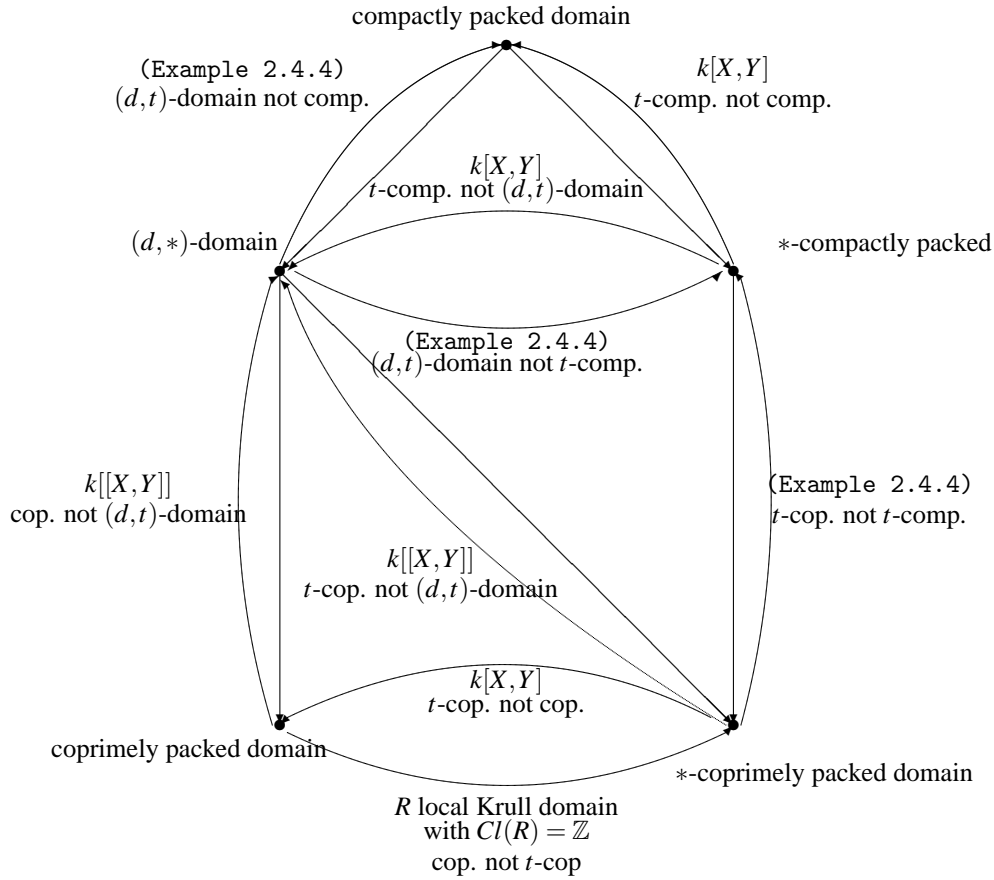 compactly packed domain
(Example 2.4.4)
(d,t)-domain not comp.
k[X,Y]
t-comp. not comp.
k[X,Y]
t-comp. not (d,t)-domain
(d,∗)-domain
∗-compactly packed
(Example 2.4.4)
(d,t)-domain not t-comp.
k[[X,Y]]
cop. not (d,t)-domain
(Example 2.4.4)
t-cop. not t-comp.
k[[X,Y]]
t-cop. not (d,t)-domain
k[X,Y]
t-cop. not cop.
coprimely packed domain
∗-coprimely packed domain
R local Krull domain
with Cl(R) = ℤ
cop. not t-cop